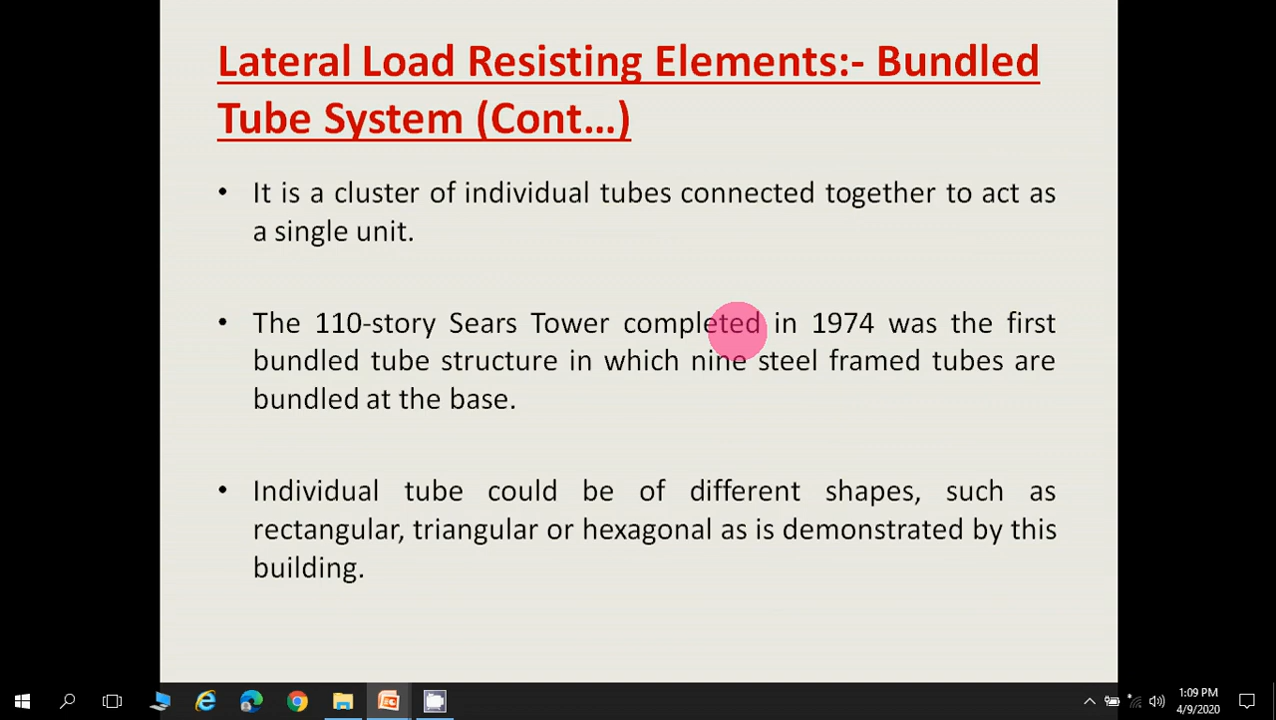 Lateral Load Resisting Elements:- Bundled
Tube System (Cont…)
• It is a cluster of individual tubes connected together to act as
a single unit.
• The 110-story Sears Tower completed in 1974 was the first
bundled tube structure in which nine steel framed tubes are
bundled at the base.
• Individual tube could be of different shapes, such as
rectangular, triangular or hexagonal as is demonstrated by this
building.
1:09 PM
4/9/2020